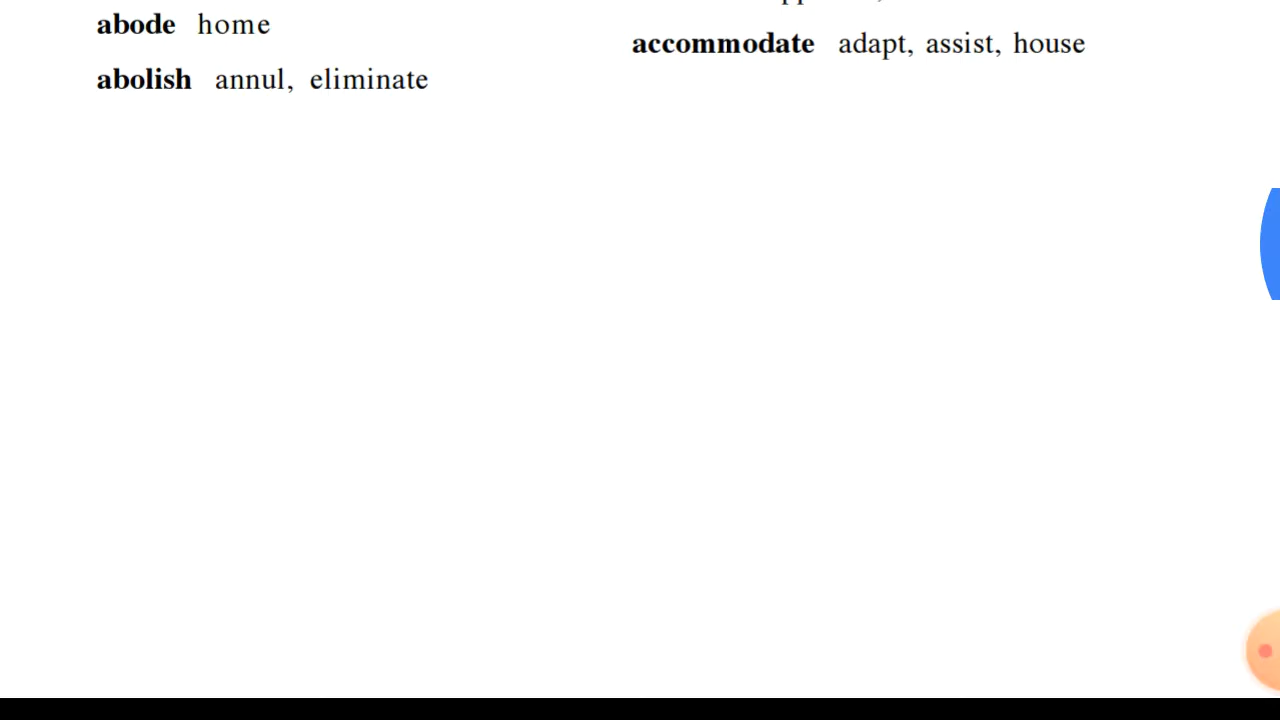 abode home
abolish annul, eliminate
accommodate adapt, assist, house